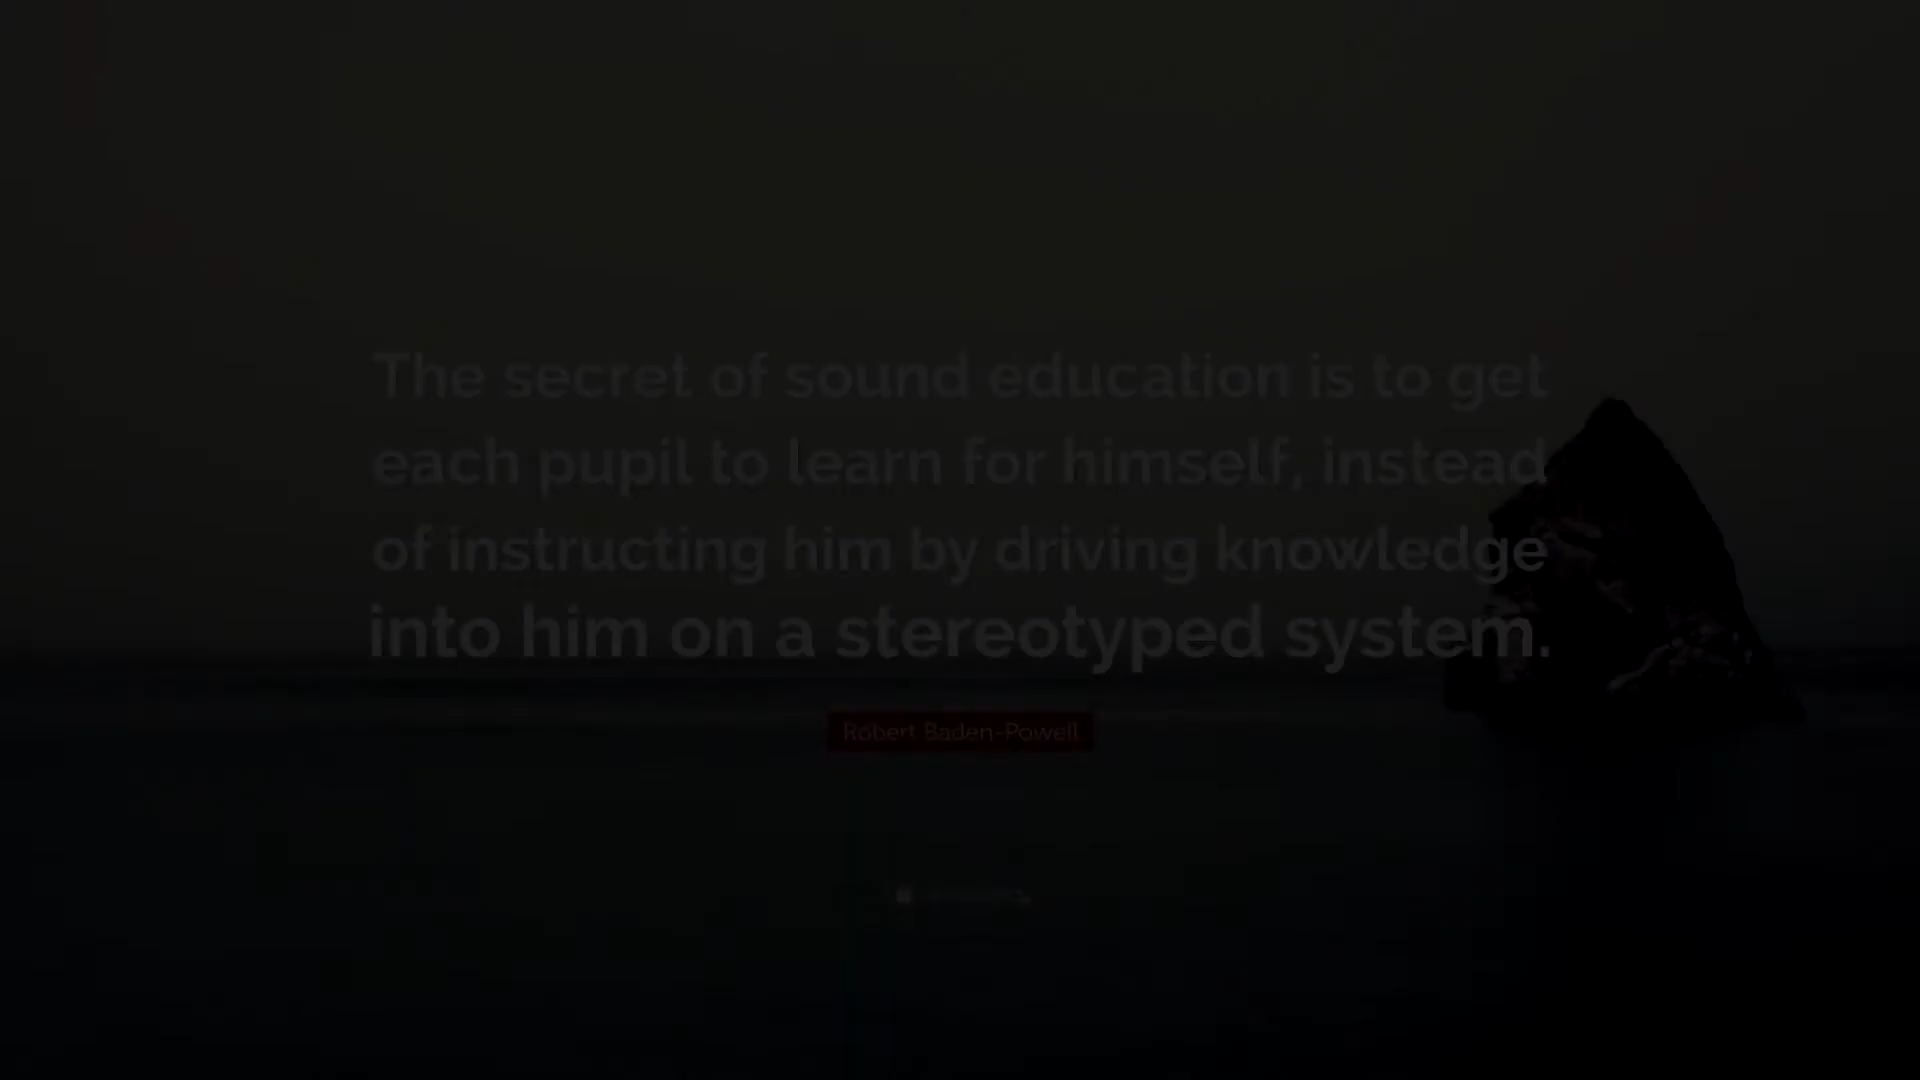 The secret of sound education is to get
each pupil to learn for himself, instead
of instructing him by driving knowledge
into him on a stereotyped system.
Robert Baden-Powell